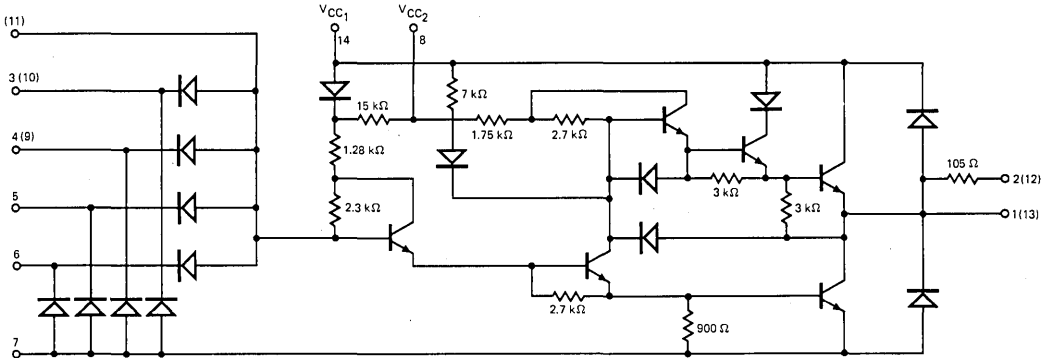 (11)
VCC1
VCC2
14
8
3 (10)
15 kΩ
7 kΩ
1.75 kΩ
2.7 kΩ
4 (9)
1.28 kΩ
105 Ω
2 (12)
3 kΩ
5
2.3 kΩ
3 kΩ
1 (13)
6
2.7 kΩ
900 Ω
7